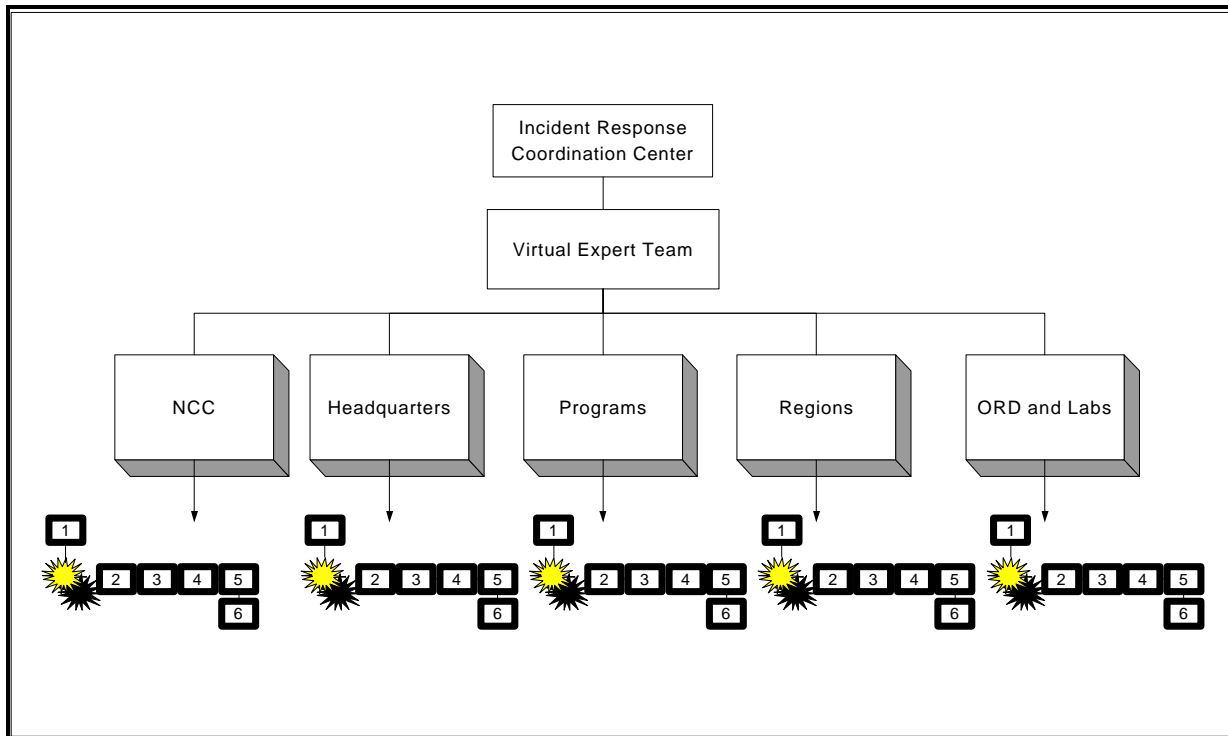 Incident Response
Coordination Center
Virtual Expert Team
NCC
Headquarters
Programs
Regions
ORD and Labs
1
2 3 4 5
6
1
2 3 4 5
6
1
2 3 4 5
6
1
2 3 4 5
6
1
2 3 4 5
6